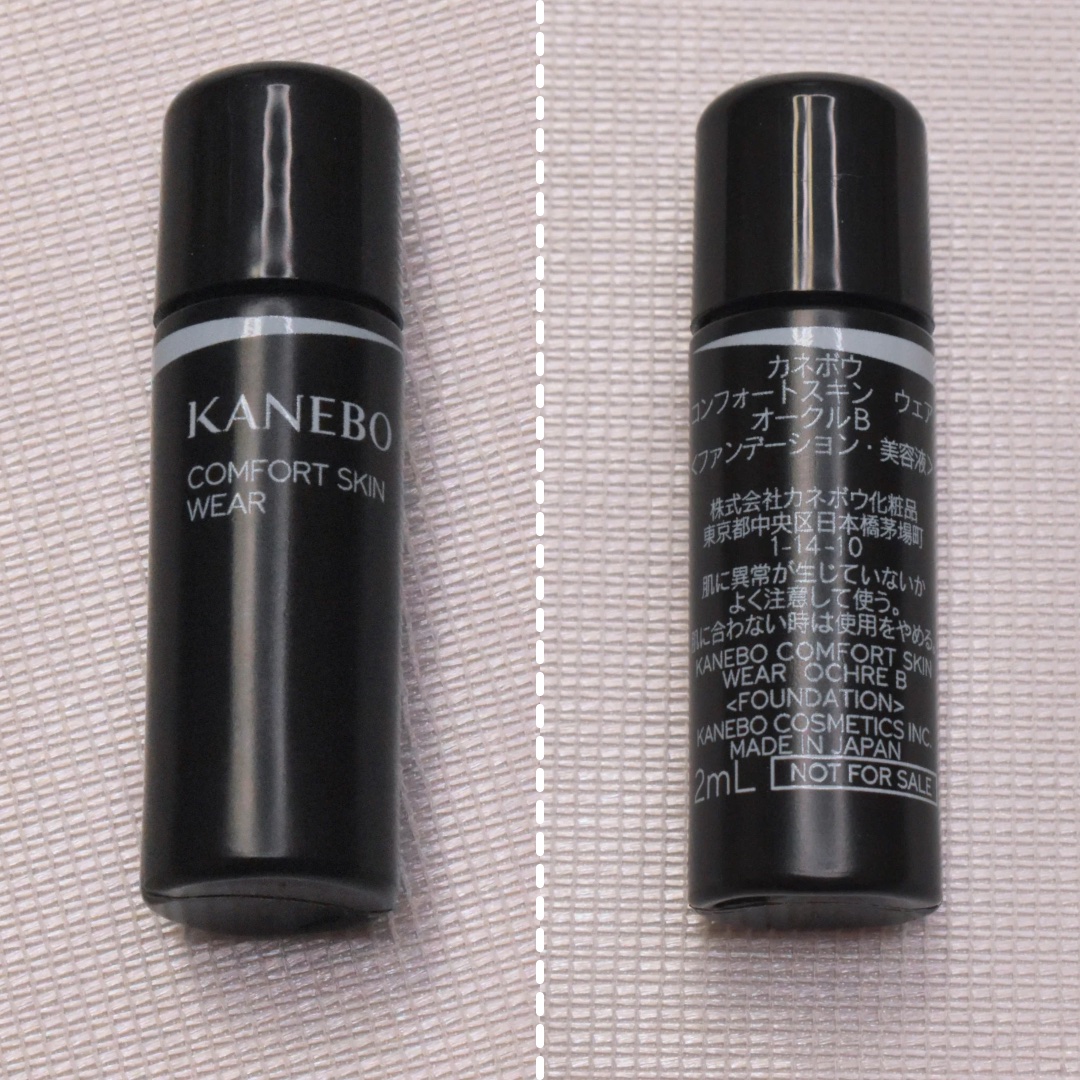 KANEBO
COMFORT SKIN
WEAR
カネボウ
コンフォートスキン ウェア
オークルB
<ファンデーション・美容液>
株式会社カネボウ化粧品
東京都中央区日本橋茅場町
1-14-10
肌に異常が生じていないか
よく注意して使う。
肌に合わない時は使用をやめる。
KANEBO COMFORT SKIN
WEAR OCHRE B
<FOUNDATION>
KANEBO COSMETICS INC.
MADE IN JAPAN
2mL NOT FOR SALE